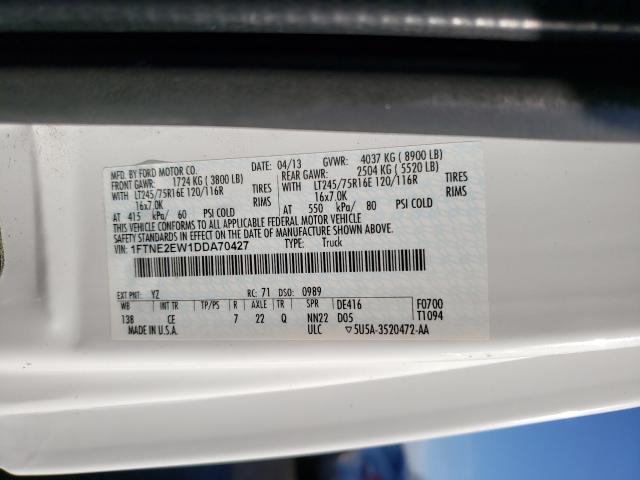 MFD. BY FORD MOTOR CO.
DATE: 04/13 GVWR: 4037 KG ( 8900 LB)
FRONT GAWR: 1724 KG ( 3800 LB) REAR GAWR: 2504 KG ( 5520 LB)
WITH LT245/75R16E 120/116R TIRES WITH LT245/75R16E 120/116R TIRES
16x7.0K RIMS 16x7.0K RIMS
AT 415 kPa/ 60 PSI COLD AT 550 kPa/ 80 PSI COLD
THIS VEHICLE CONFORMS TO ALL APPLICABLE FEDERAL MOTOR VEHICLE
SAFETY STANDARDS IN EFFECT ON THE DATE OF MANUFACTURE SHOWN ABOVE.
VIN: 1FTNE2EW1DDA70427 TYPE: Truck
EXT PNT: YZ RC: 71 DSO: 0989
WB INT TR TP/PS R AXLE TR SPR DE416 F0700
138 CE 7 22 Q NN22 D05 T1094
MADE IN U.S.A. ULC ▽5U5A-3520472-AA